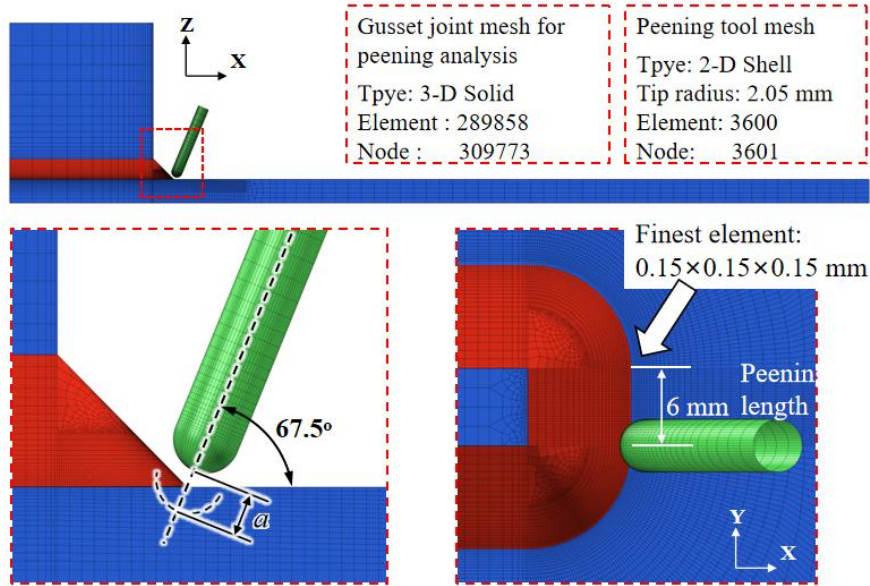 Z
X
Gusset joint mesh for
peening analysis
Tpye: 3-D Solid
Element : 289858
Node : 309773
Peening tool mesh
Tpye: 2-D Shell
Tip radius: 2.05 mm
Element: 3600
Node: 3601
67.5°
a
Finest element:
0.15×0.15×0.15 mm
Peenin
6 mm length
Y
X